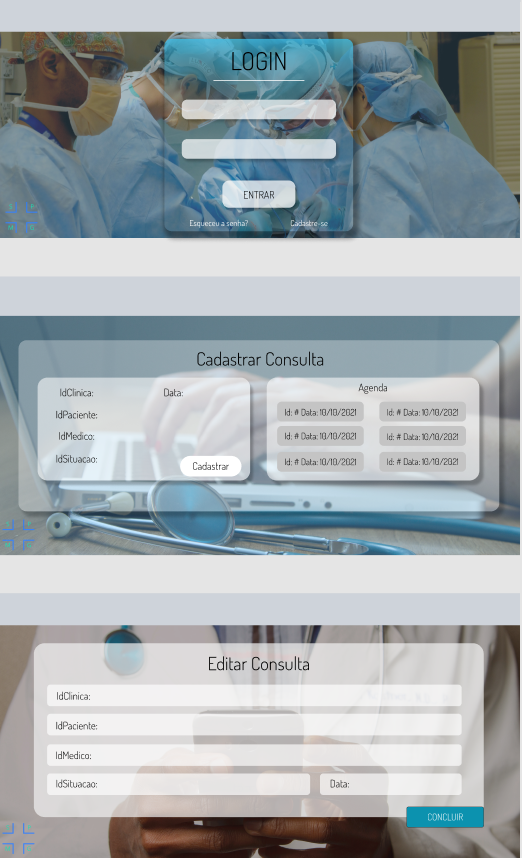 LOGIN
ENTRAR
Esqueceu a senha? Cadastre-se
Cadastrar Consulta
IdClinica: Data:
IdPaciente:
IdMedico:
IdSituacao:
Cadastrar
Agenda
Id: # Data: 10/10/2021 Id: # Data: 10/10/2021
Id: # Data: 10/10/2021 Id: # Data: 10/10/2021
Id: # Data: 10/10/2021 Id: # Data: 10/10/2021
Editar Consulta
IdClinica:
IdPaciente:
IdMedico:
IdSituacao: Data:
CONCLUIR